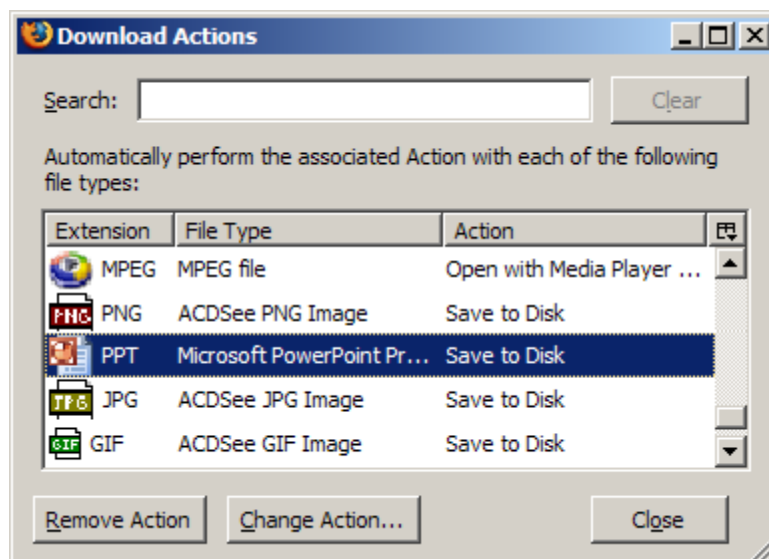 Download Actions
Search: Clear
Automatically perform the associated Action with each of the following
file types:
Extension File Type Action
MPEG MPEG file Open with Media Player ...
PNG PNG ACDSee PNG Image Save to Disk
PPT Microsoft PowerPoint Pr... Save to Disk
JPG JPG ACDSee JPG Image Save to Disk
GIF GIF ACDSee GIF Image Save to Disk
Remove Action Change Action... Close